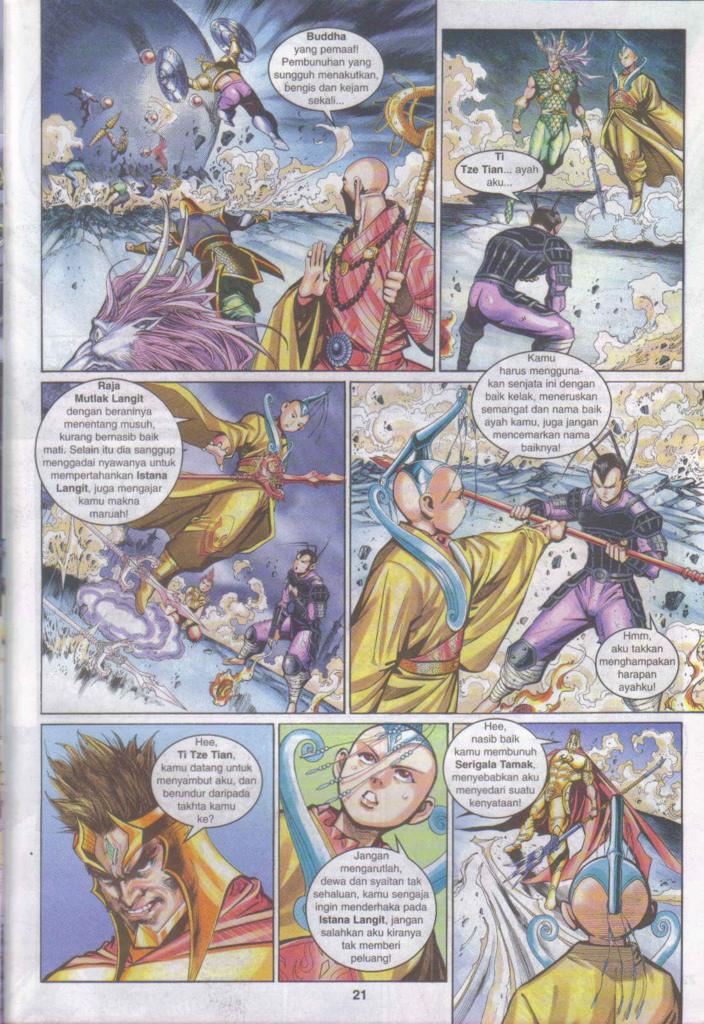 Buddha
yang pemaaf!
Pembunuhan yang
sungguh menakutkan,
bengis dan kejam
sekali...
Ti
Tze Tian... ayah
aku...
Raja
Mutlak Langit
dengan beraninya
menentang musuh,
kurang bernasib baik
mati. Selain itu dia sanggup
menggadai nyawanya untuk
mempertahankan Istana
Langit, juga mengajar
kamu makna
maruah!
Kamu
harus mengguna-
kan senjata ini dengan
baik kelak, meneruskan
semangat dan nama baik
ayah kamu, juga jangan
mencemarkan nama
baiknya!
Hmm,
aku takkan
menghampakan
harapan
ayahku!
Hee,
Ti Tze Tian,
kamu datang untuk
menyambut aku, dan
berundur daripada
takhta kamu
ke?
Jangan
mengarutlah,
dewa dan syaitan tak
sehaluan, kamu sengaja
ingin menderhaka pada
Istana Langit, jangan
salahkan aku kiranya
tak memberi
peluang!
Hee,
nasib baik
kamu membunuh
Serigala Tamak,
menyebabkan aku
menyedari suatu
kenyataan!
21